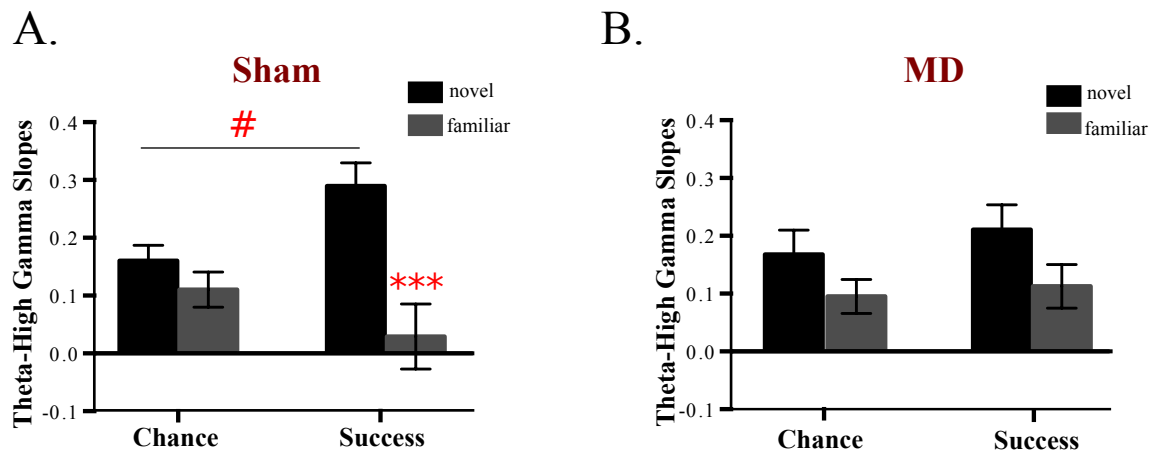 A.
Sham
novel
familiar
#
***
Theta-High Gamma Slopes
0.4
0.3
0.2
0.1
0.0
-0.1
Chance Success
B.
MD
novel
familiar
Theta-High Gamma Slopes
0.4
0.3
0.2
0.1
0.0
-0.1
Chance Success